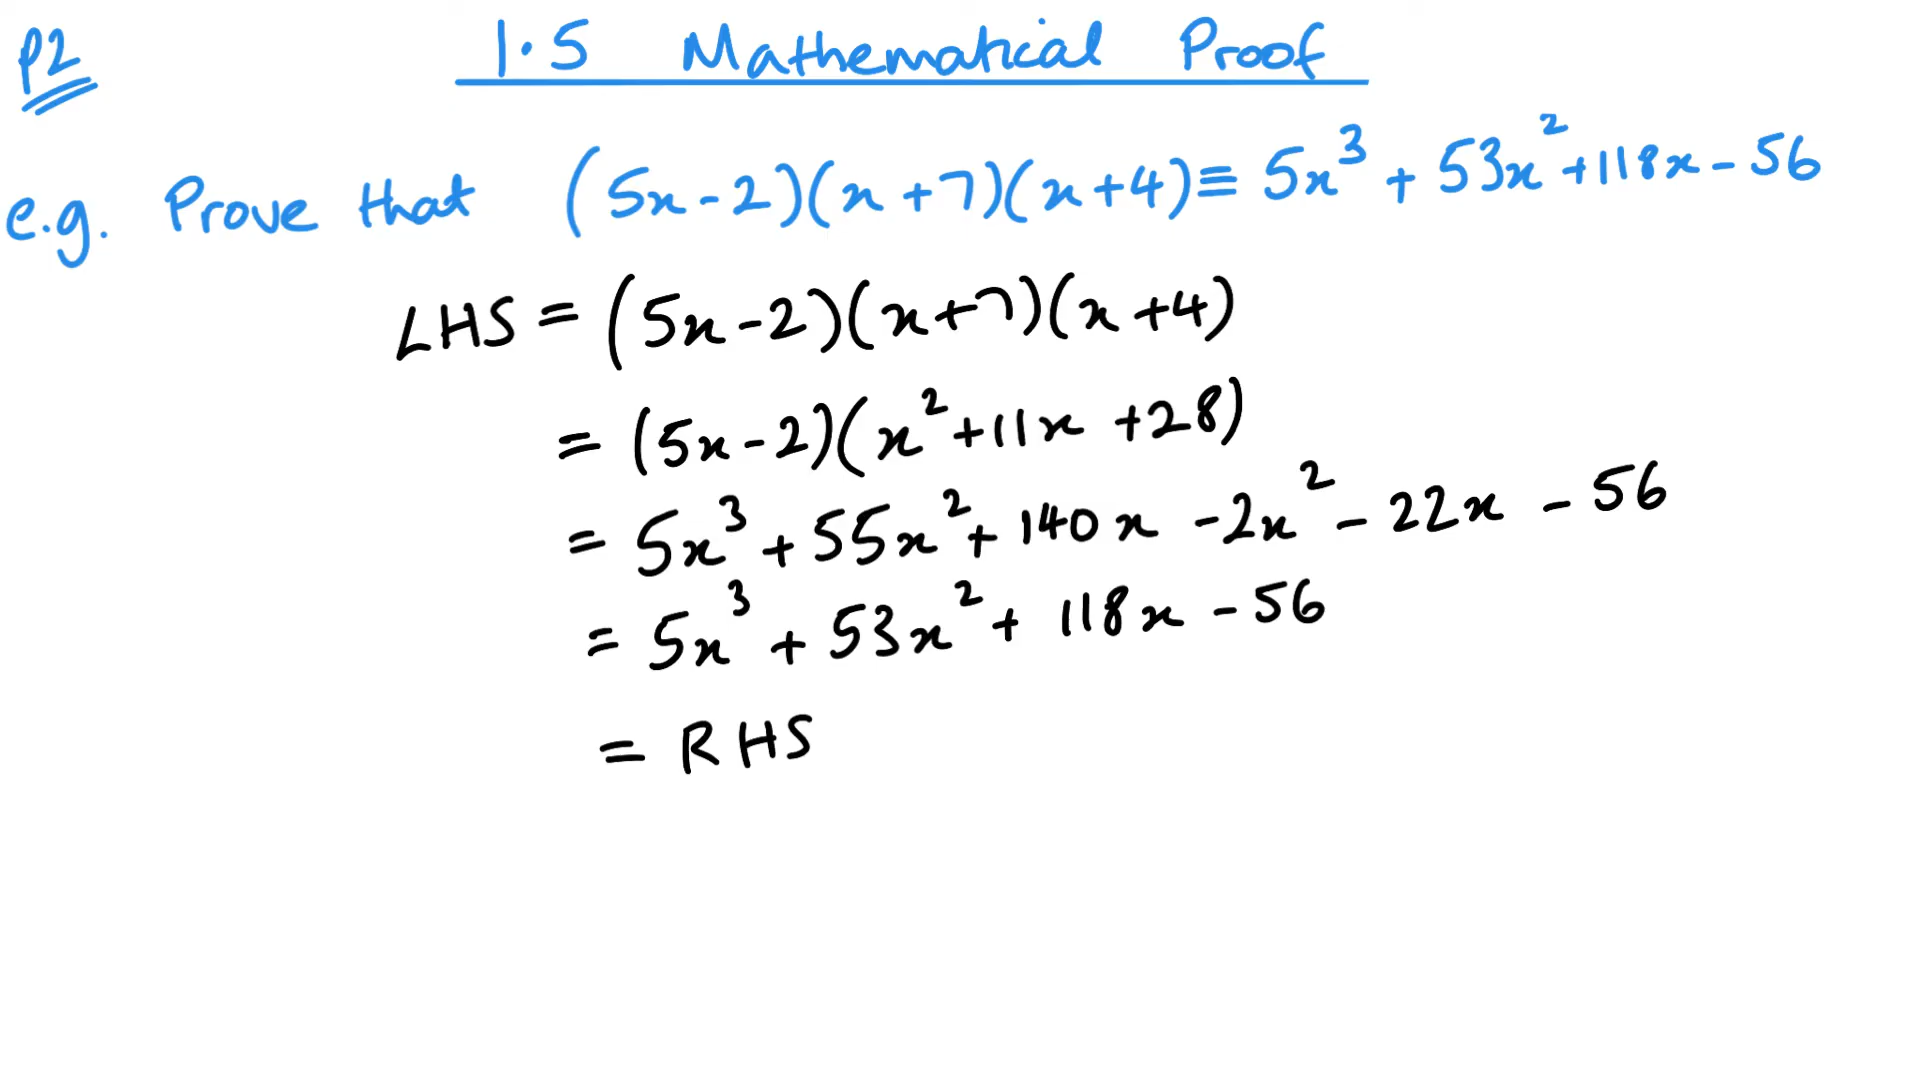 P2
1.5 Mathematical Proof
e.g. Prove that (5x-2)(x+7)(x+4) ≡ 5x³ + 53x² + 118x - 56
LHS = (5x-2)(x+7)(x+4)
= (5x-2)(x²+11x+28)
= 5x³ + 55x² + 140x - 2x² - 22x - 56
= 5x³ + 53x² + 118x - 56
= RHS